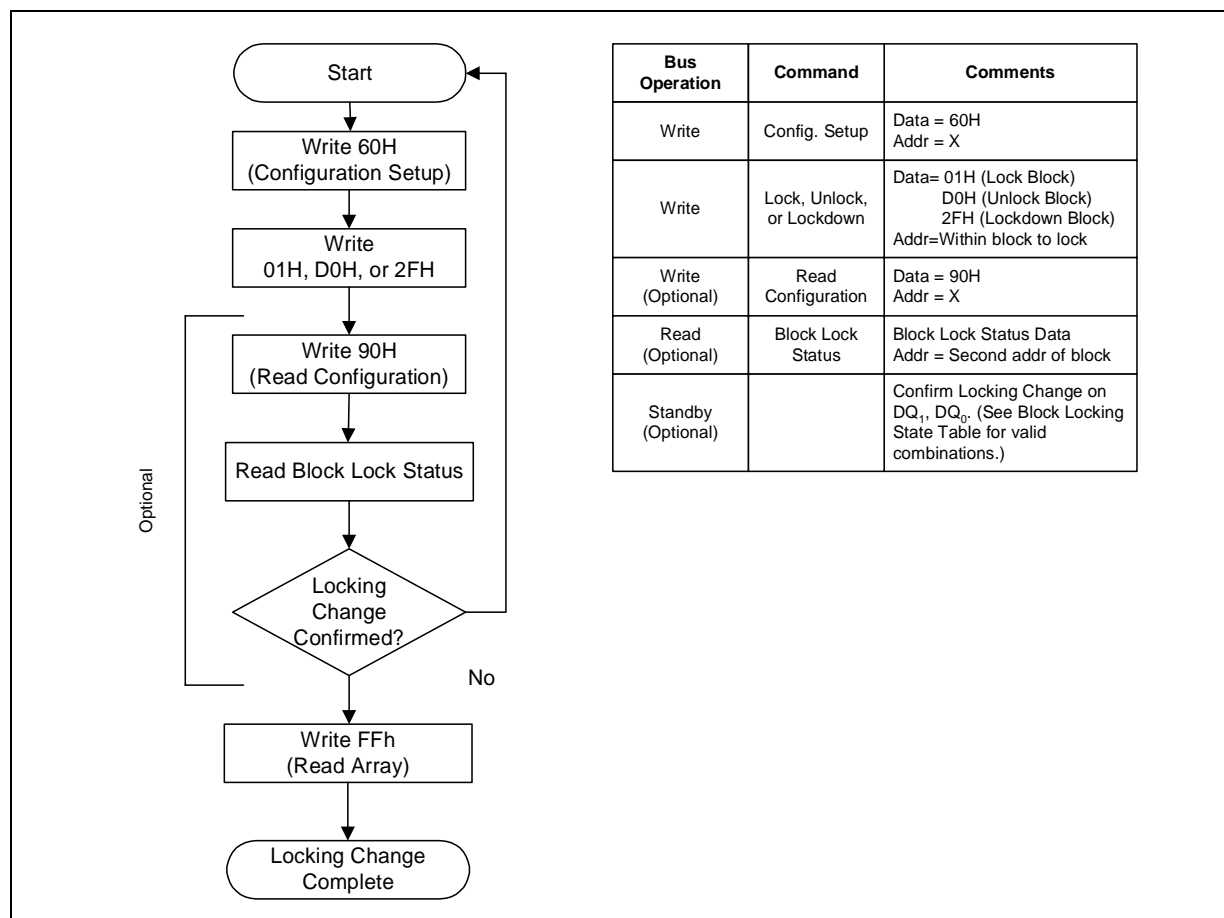 Start
Write 60H
(Configuration Setup)
Write
01H, D0H, or 2FH
Write 90H
(Read Configuration)
Read Block Lock Status
Optional
Locking
Change
Confirmed?
No
Write FFh
(Read Array)
Locking Change
Complete
Bus
Operation
Command
Comments
Write
Config. Setup
Data = 60H
Addr = X
Write
Lock, Unlock,
or Lockdown
Data= 01H (Lock Block)
D0H (Unlock Block)
2FH (Lockdown Block)
Addr=Within block to lock
Write
(Optional)
Read
Configuration
Data = 90H
Addr = X
Read
(Optional)
Block Lock
Status
Block Lock Status Data
Addr = Second addr of block
Standby
(Optional)
Confirm Locking Change on
DQ₁, DQ₀. (See Block Locking
State Table for valid
combinations.)